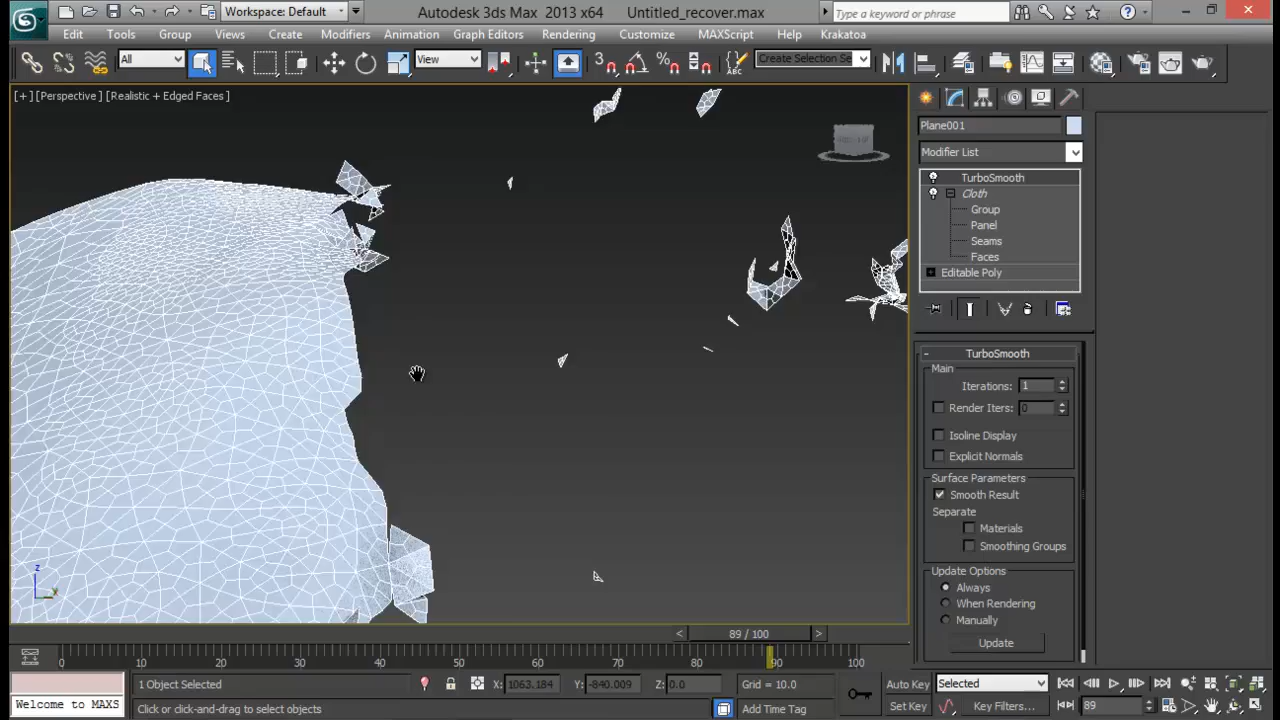 Workspace: Default
Autodesk 3ds Max 2013 x64
Untitled_recover.max
Type a keyword or phrase
Edit
Tools
Group
Views
Create
Modifiers
Animation
Graph Editors
Rendering
Customize
MAXScript
Help
Krakatoa
All
View
Create Selection Se
[+] [Perspective] [Realistic + Edged Faces]
Plane001
Modifier List
TurboSmooth
Cloth
Group
Panel
Seams
Faces
Editable Poly
TurboSmooth
Main
Iterations: 1
Render Iters: 0
Isoline Display
Explicit Normals
Surface Parameters
Smooth Result
Separate
Materials
Smoothing Groups
Update Options
Always
When Rendering
Manually
Update
z
< 89 / 100 >
0 10 20 30 40 50 60 70 80 90 100
1 Object Selected
X: 1063.184
Y: -840.009
Z: 0.0
Grid = 10.0
Auto Key
Selected
Welcome to MAXS
Click or click-and-drag to select objects
Add Time Tag
Set Key
Key Filters...
89